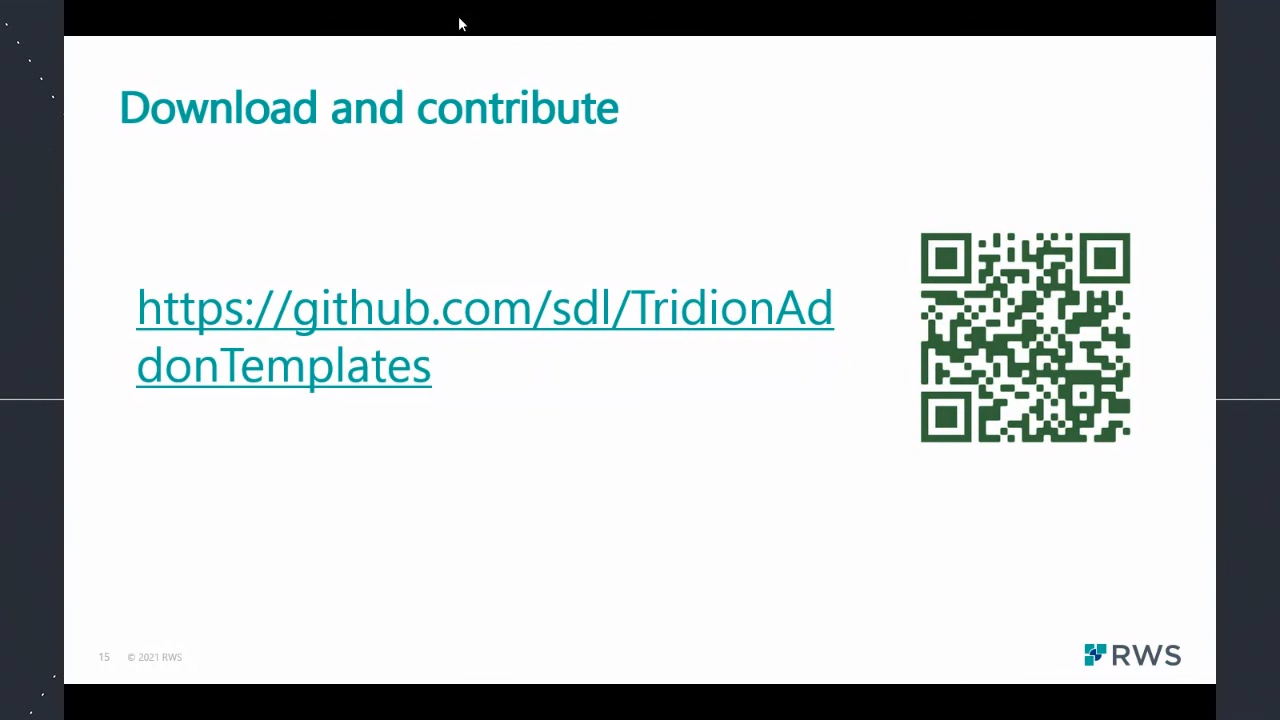 Download and contribute
https://github.com/sdl/TridionAd
donTemplates
15 © 2021 RWS
RWS